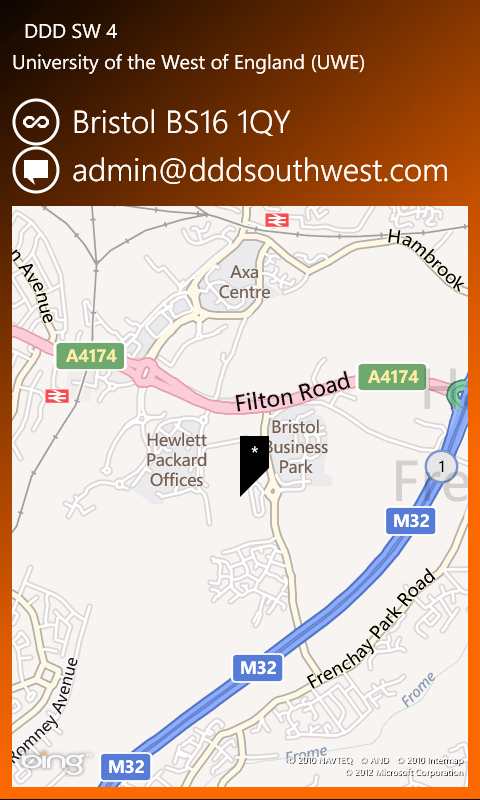 DDD SW 4
University of the West of England (UWE)
Bristol BS16 1QY
admin@dddsouthwest.com
Hambrook
n Avenue
Axa
Centre
A4174
A4174
Filton Road
H
Hewlett
Packard
Offices
*
Bristol
Business
Park
1
Fre
M32
M32
Frenchay Park Road
Romney Avenue
Frome
Frome
M32
bing
© 2010 NAVTEQ © AND © 2010 Intermap
© 2012 Microsoft Corporation